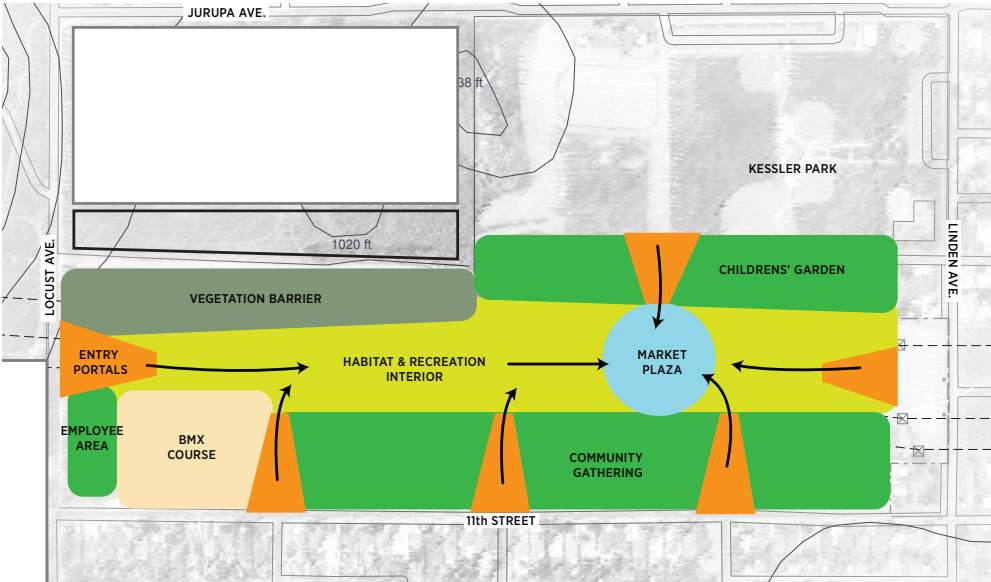 JURUPA AVE.
38 ft
KESSLER PARK
1020 ft
LOCUST AVE.
LINDEN AVE.
CHILDRENS' GARDEN
VEGETATION BARRIER
ENTRY
PORTALS
HABITAT & RECREATION
INTERIOR
MARKET
PLAZA
EMPLOYEE
AREA
BMX
COURSE
COMMUNITY
GATHERING
11th STREET